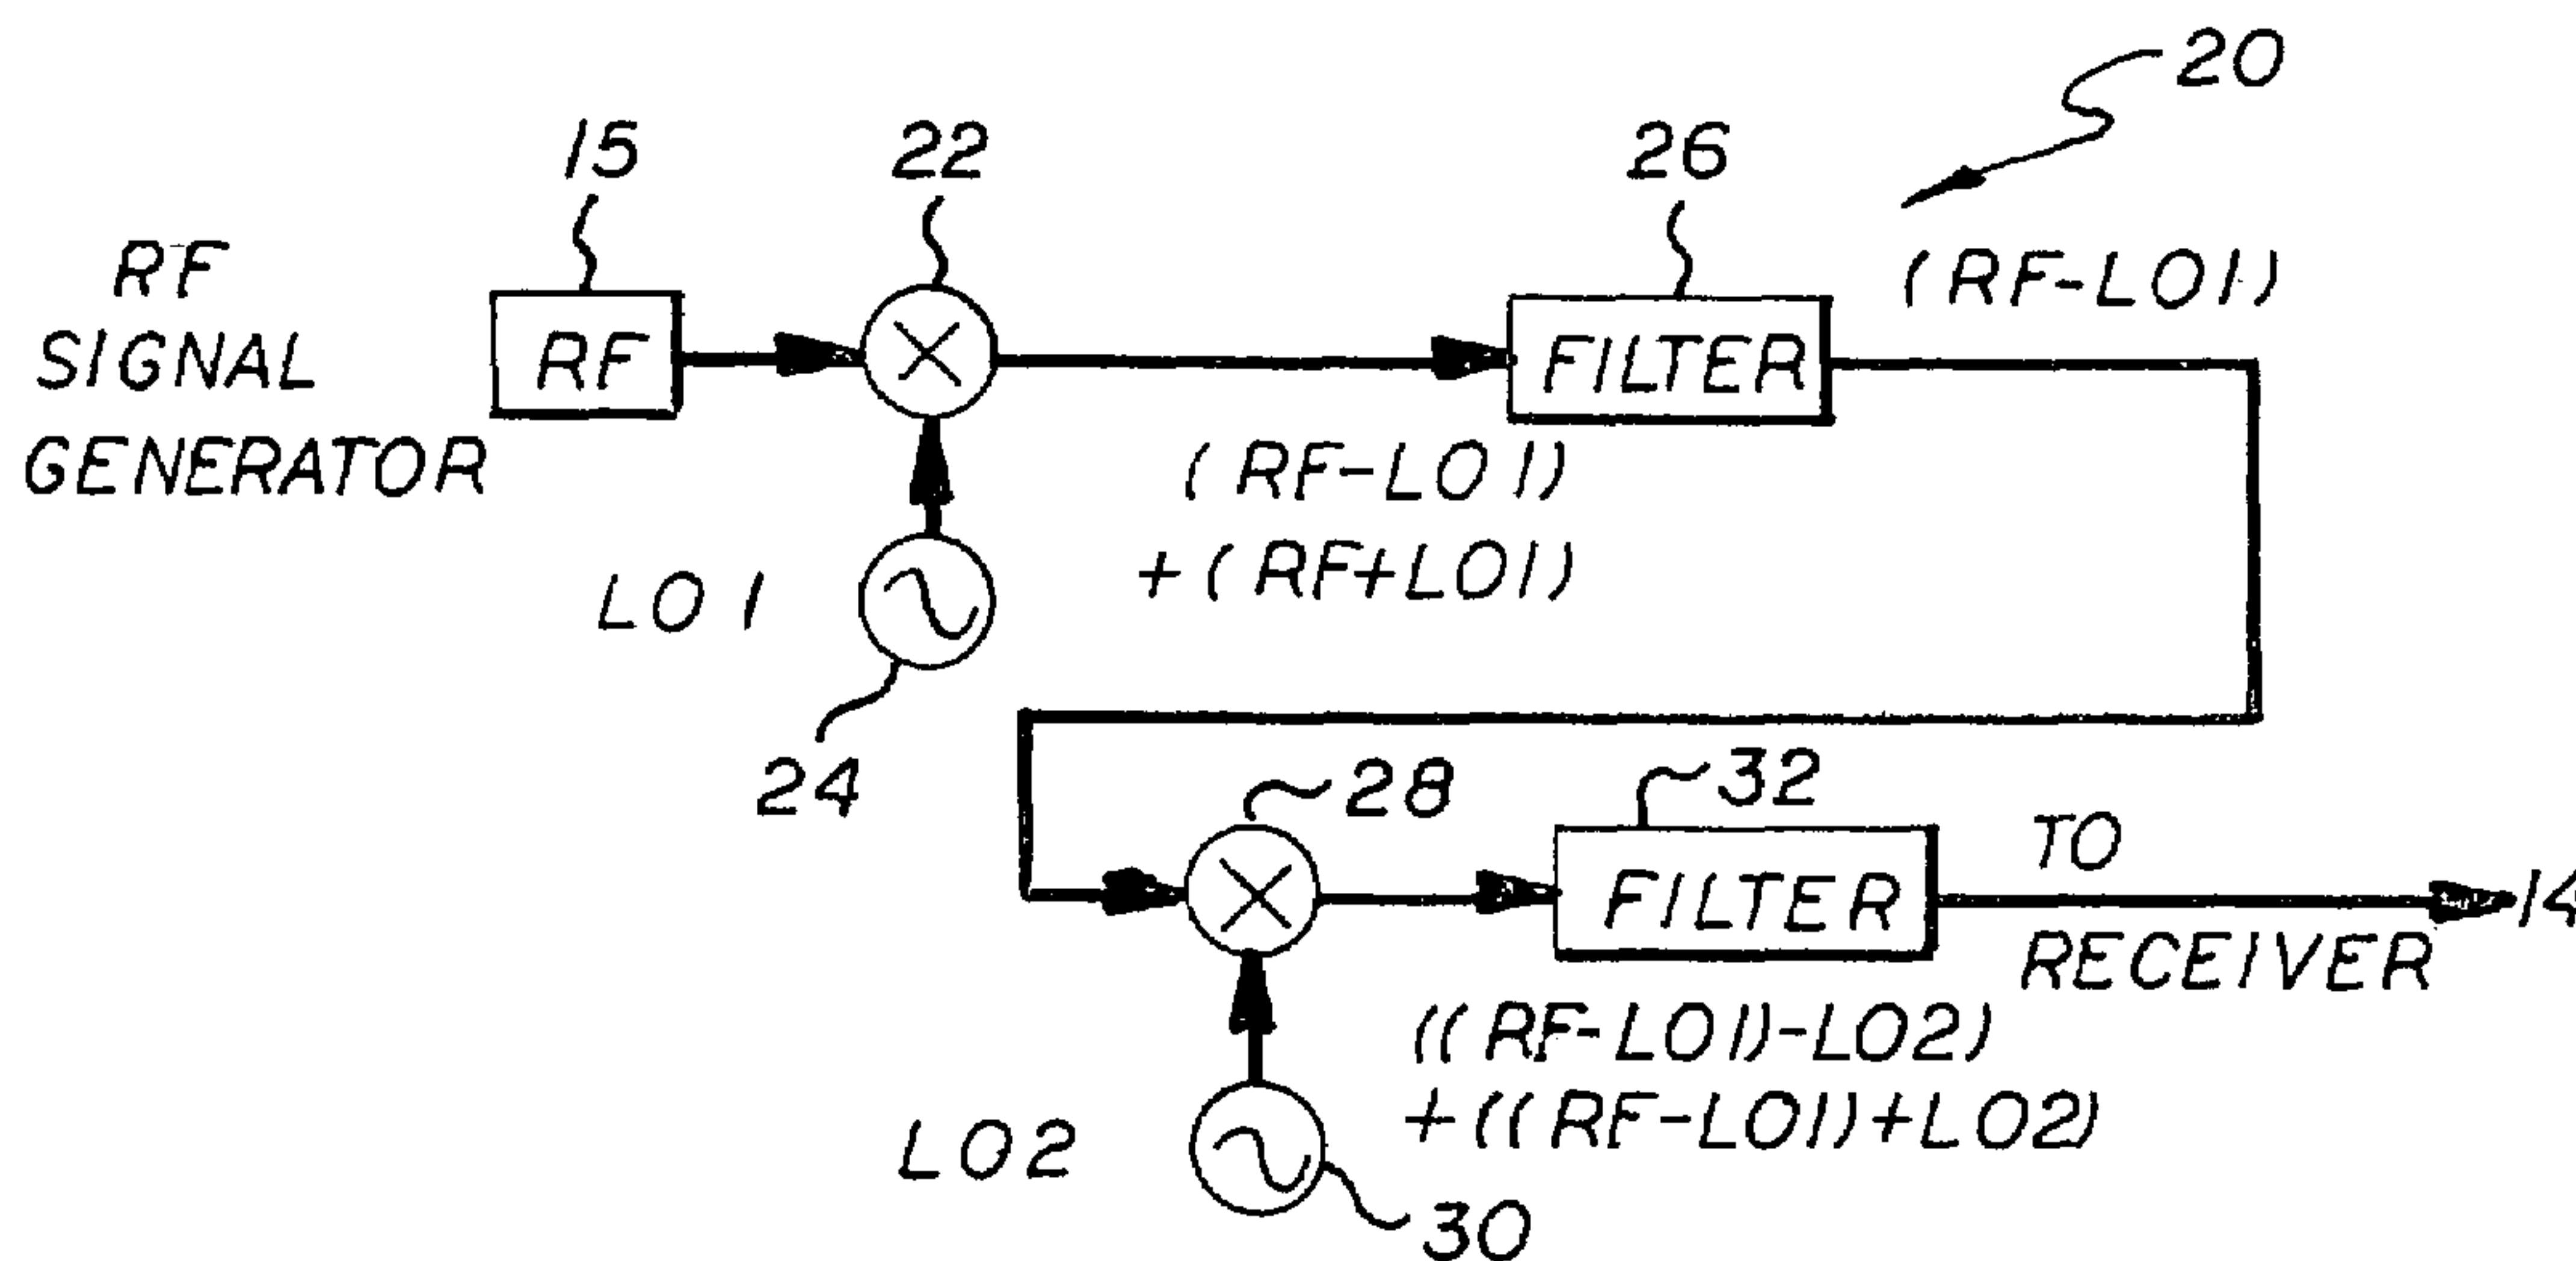 20
15
22
26
RF
SIGNAL
GENERATOR
RF
FILTER
(RF-LO1)
(RF-LO1)
+(RF+LO1)
LO1
24
28
32
FILTER
TO
RECEIVER
14
((RF-LO1)-LO2)
+((RF-LO1)+LO2)
LO2
30